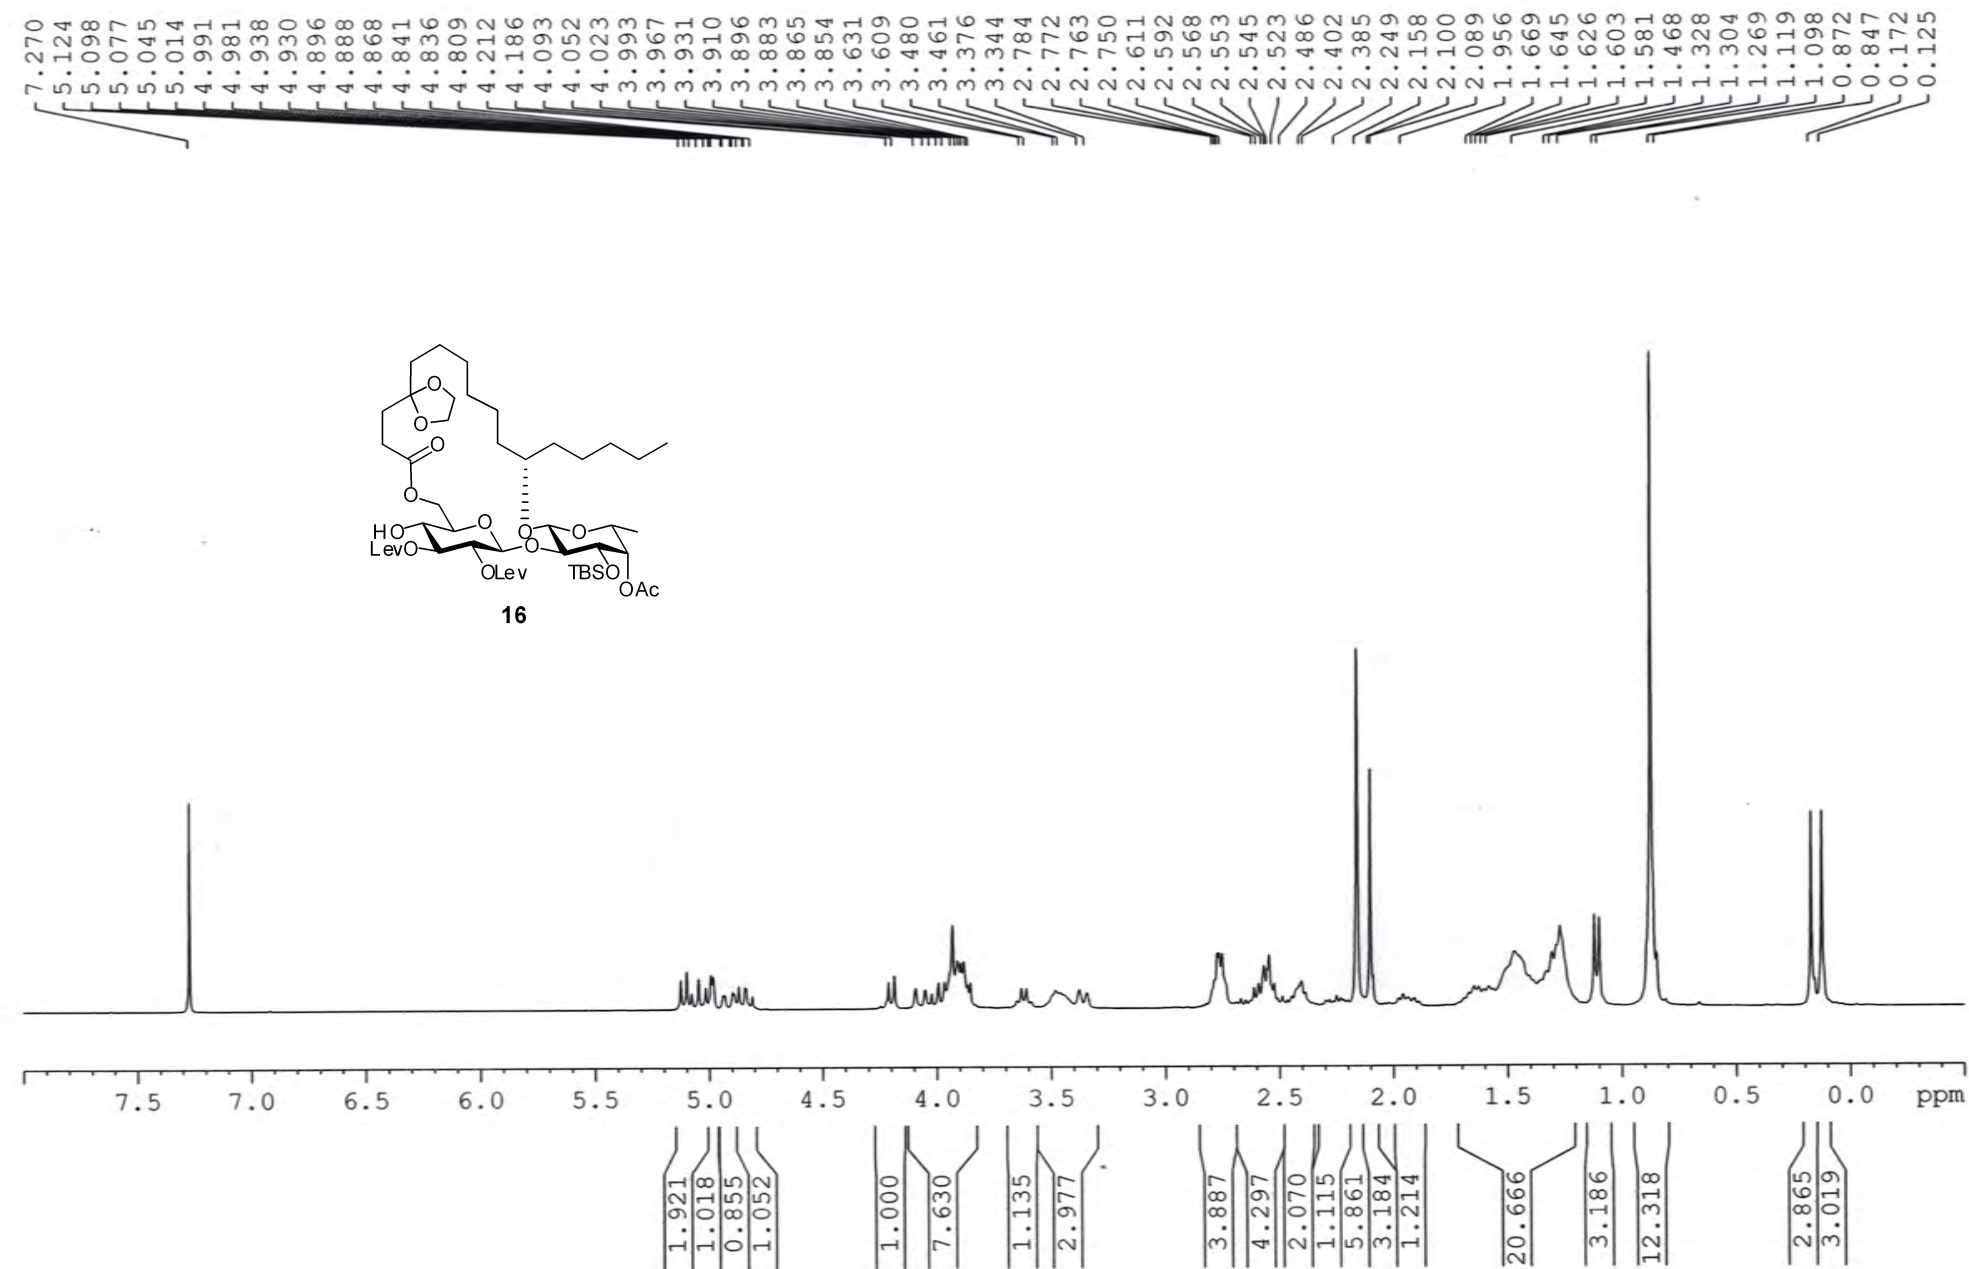 7.270 5.124 5.098 5.077 5.045 5.014 4.991 4.981 4.938 4.930 4.896 4.888 4.868 4.841 4.836 4.809 4.212 4.186 4.093 4.052 4.023 3.993 3.967 3.931 3.910 3.896 3.883 3.865 3.854 3.631 3.609 3.480 3.461 3.376 3.344 2.784 2.772 2.763 2.750 2.611 2.592 2.568 2.553 2.545 2.523 2.486 2.402 2.385 2.249 2.158 2.100 2.089 1.956 1.669 1.645 1.626 1.603 1.581 1.468 1.328 1.304 1.269 1.119 1.098 0.872 0.847 0.172 0.125
O
O
O
O
HO O O O
LevO O
OLev TBSO
OAc
16
7.5 7.0 6.5 6.0 5.5 5.0 4.5 4.0 3.5 3.0 2.5 2.0 1.5 1.0 0.5 0.0 ppm
1.921 1.018 0.855 1.052 1.000 7.630 1.135 2.977 3.887 4.297 2.070 1.115 5.861 3.184 1.214 20.666 3.186 12.318 2.865 3.019